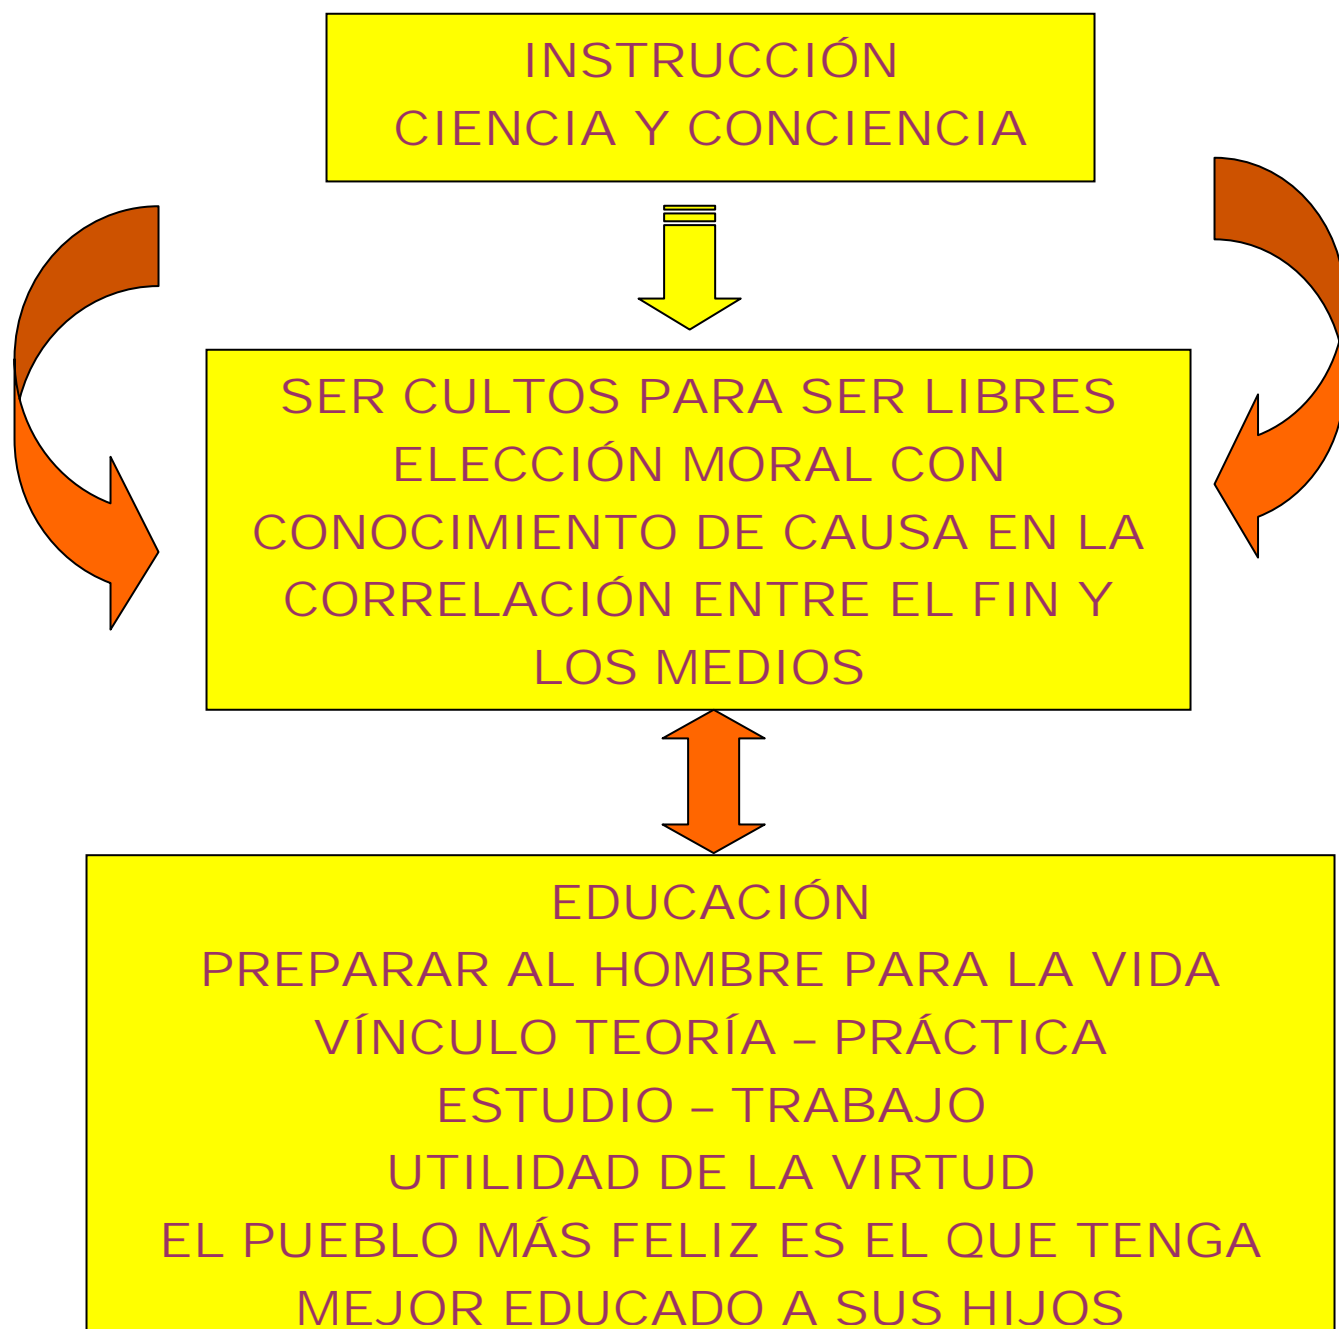 INSTRUCCIÓN
CIENCIA Y CONCIENCIA
SER CULTOS PARA SER LIBRES
ELECCIÓN MORAL CON
CONOCIMIENTO DE CAUSA EN LA
CORRELACIÓN ENTRE EL FIN Y
LOS MEDIOS
EDUCACIÓN
PREPARAR AL HOMBRE PARA LA VIDA
VÍNCULO TEORÍA – PRÁCTICA
ESTUDIO – TRABAJO
UTILIDAD DE LA VIRTUD
EL PUEBLO MÁS FELIZ ES EL QUE TENGA
MEJOR EDUCADO A SUS HIJOS